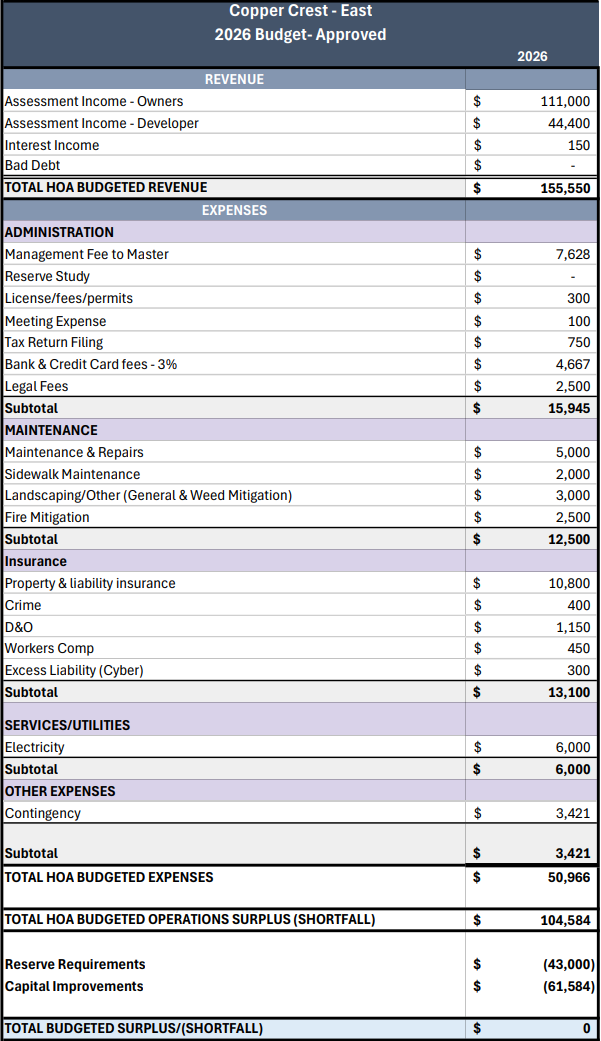 Copper Crest - East
2026 Budget- Approved
2026
REVENUE
Assessment Income - Owners $ 111,000
Assessment Income - Developer $ 44,400
Interest Income $ 150
Bad Debt $ -
TOTAL HOA BUDGETED REVENUE $ 155,550
EXPENSES
ADMINISTRATION
Management Fee to Master $ 7,628
Reserve Study $ -
License/fees/permits $ 300
Meeting Expense $ 100
Tax Return Filing $ 750
Bank & Credit Card fees - 3% $ 4,667
Legal Fees $ 2,500
Subtotal $ 15,945
MAINTENANCE
Maintenance & Repairs $ 5,000
Sidewalk Maintenance $ 2,000
Landscaping/Other (General & Weed Mitigation) $ 3,000
Fire Mitigation $ 2,500
Subtotal $ 12,500
Insurance
Property & liability insurance $ 10,800
Crime $ 400
D&O $ 1,150
Workers Comp $ 450
Excess Liability (Cyber) $ 300
Subtotal $ 13,100
SERVICES/UTILITIES
Electricity $ 6,000
Subtotal $ 6,000
OTHER EXPENSES
Contingency $ 3,421
Subtotal $ 3,421
TOTAL HOA BUDGETED EXPENSES $ 50,966
TOTAL HOA BUDGETED OPERATIONS SURPLUS (SHORTFALL) $ 104,584
Reserve Requirements $ (43,000)
Capital Improvements $ (61,584)
TOTAL BUDGETED SURPLUS/(SHORTFALL) $ 0